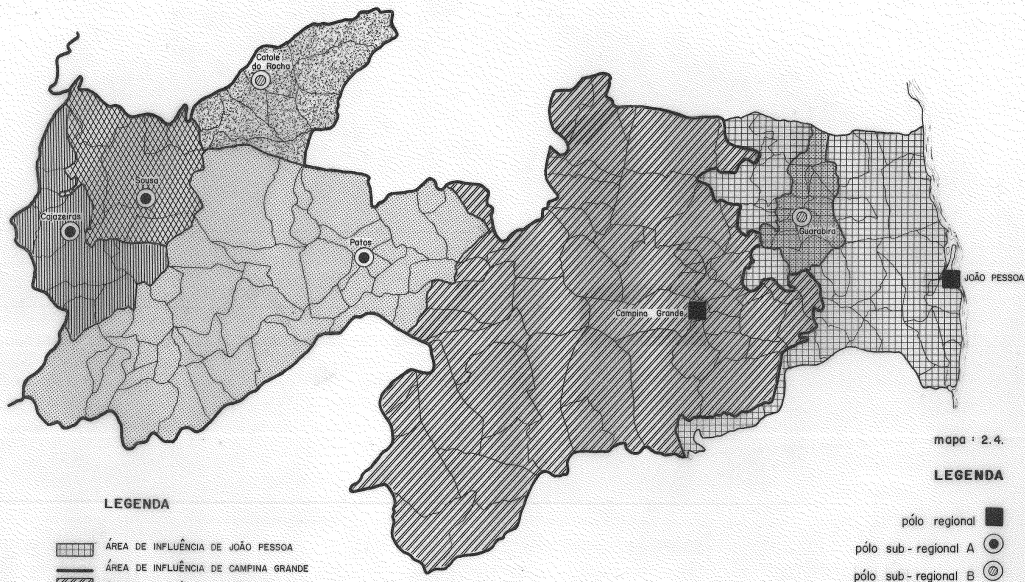 Catolé
do Rocha
Sousa
Cajazeiras
Patos
Guarabira
JOÃO PESSOA
Campina Grande
mapa : 2.4.
LEGENDA
pólo regional
pólo sub-regional A
pólo sub-regional B
LEGENDA
ÁREA DE INFLUÊNCIA DE JOÃO PESSOA
ÁREA DE INFLUÊNCIA DE CAMPINA GRANDE